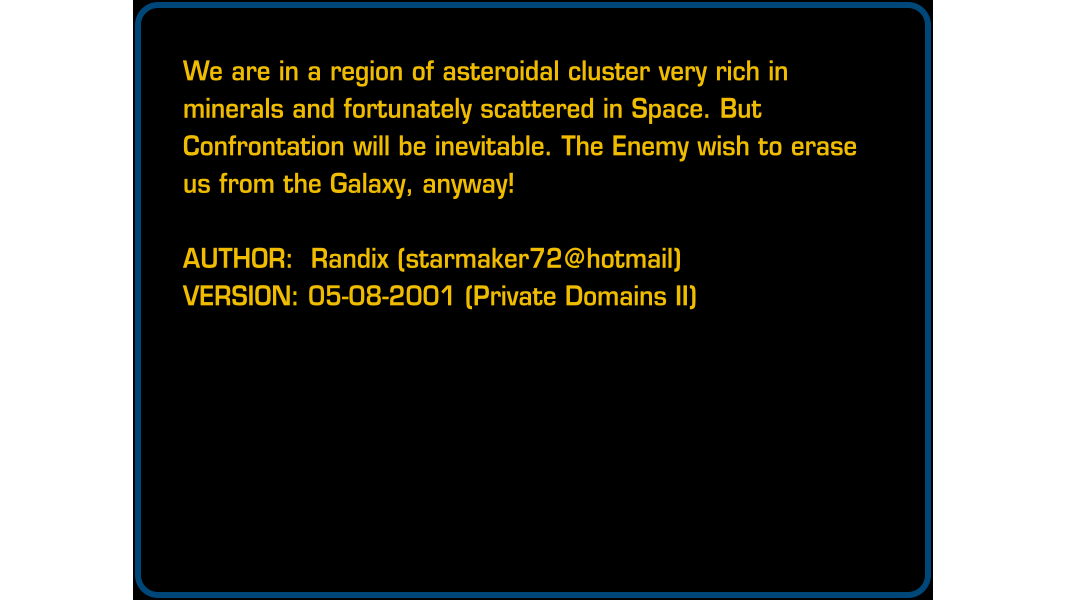 We are in a region of asteroidal cluster very rich in
minerals and fortunately scattered in Space. But
Confrontation will be inevitable. The Enemy wish to erase
us from the Galaxy, anyway!
AUTHOR: Randix (starmaker72@hotmail)
VERSION: 05-08-2001 (Private Domains II)